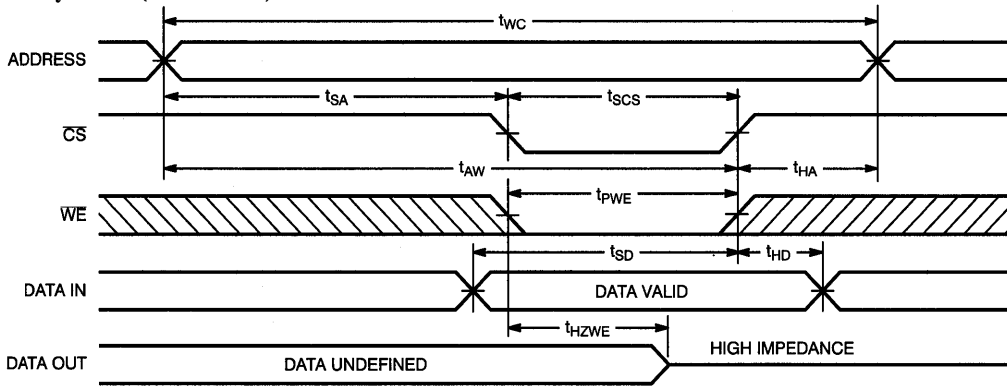 t_WC
ADDRESS
t_SA
t_SCS
CS
t_AW
t_HA
t_PWE
WE
t_SD
t_HD
DATA IN
DATA VALID
t_HZWE
DATA OUT
DATA UNDEFINED
HIGH IMPEDANCE